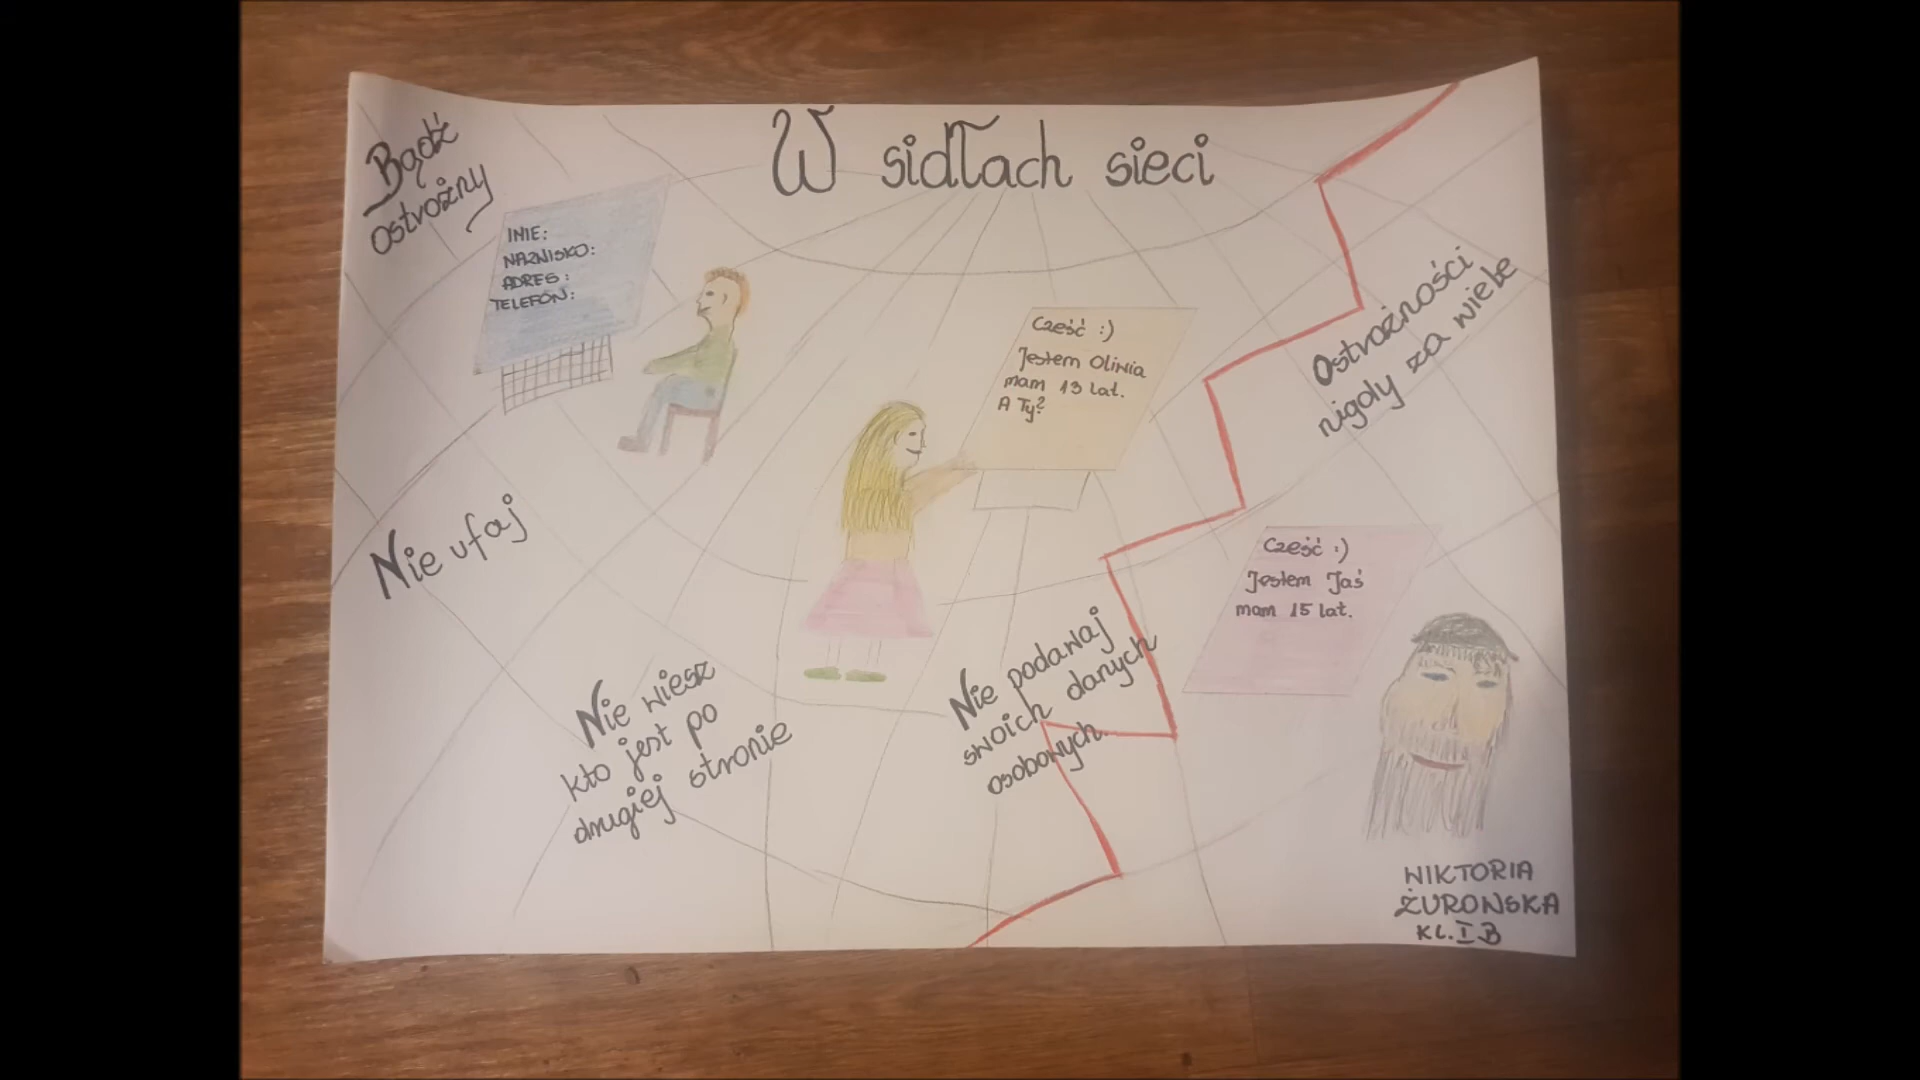 W sidłach sieci
Bądź
ostrożny
INIE:
NAZWISKO:
ADRES:
TELEFON:
Cześć :)
Jestem Oliwia
mam 13 lat.
A Ty?
Ostrożności
nigdy za wiele
Nie ufaj
Cześć :)
Jestem Jaś
mam 15 lat.
Nie wiesz
kto jest po
drugiej stronie
Nie podawaj
swoich danych
osobowych.
WIKTORIA
ŻUROWSKA
KL. I B